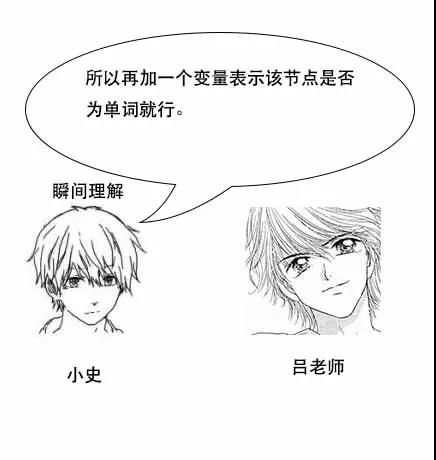 所以再加一个变量表示该节点是否
为单词就行。
瞬间理解
小史
吕老师